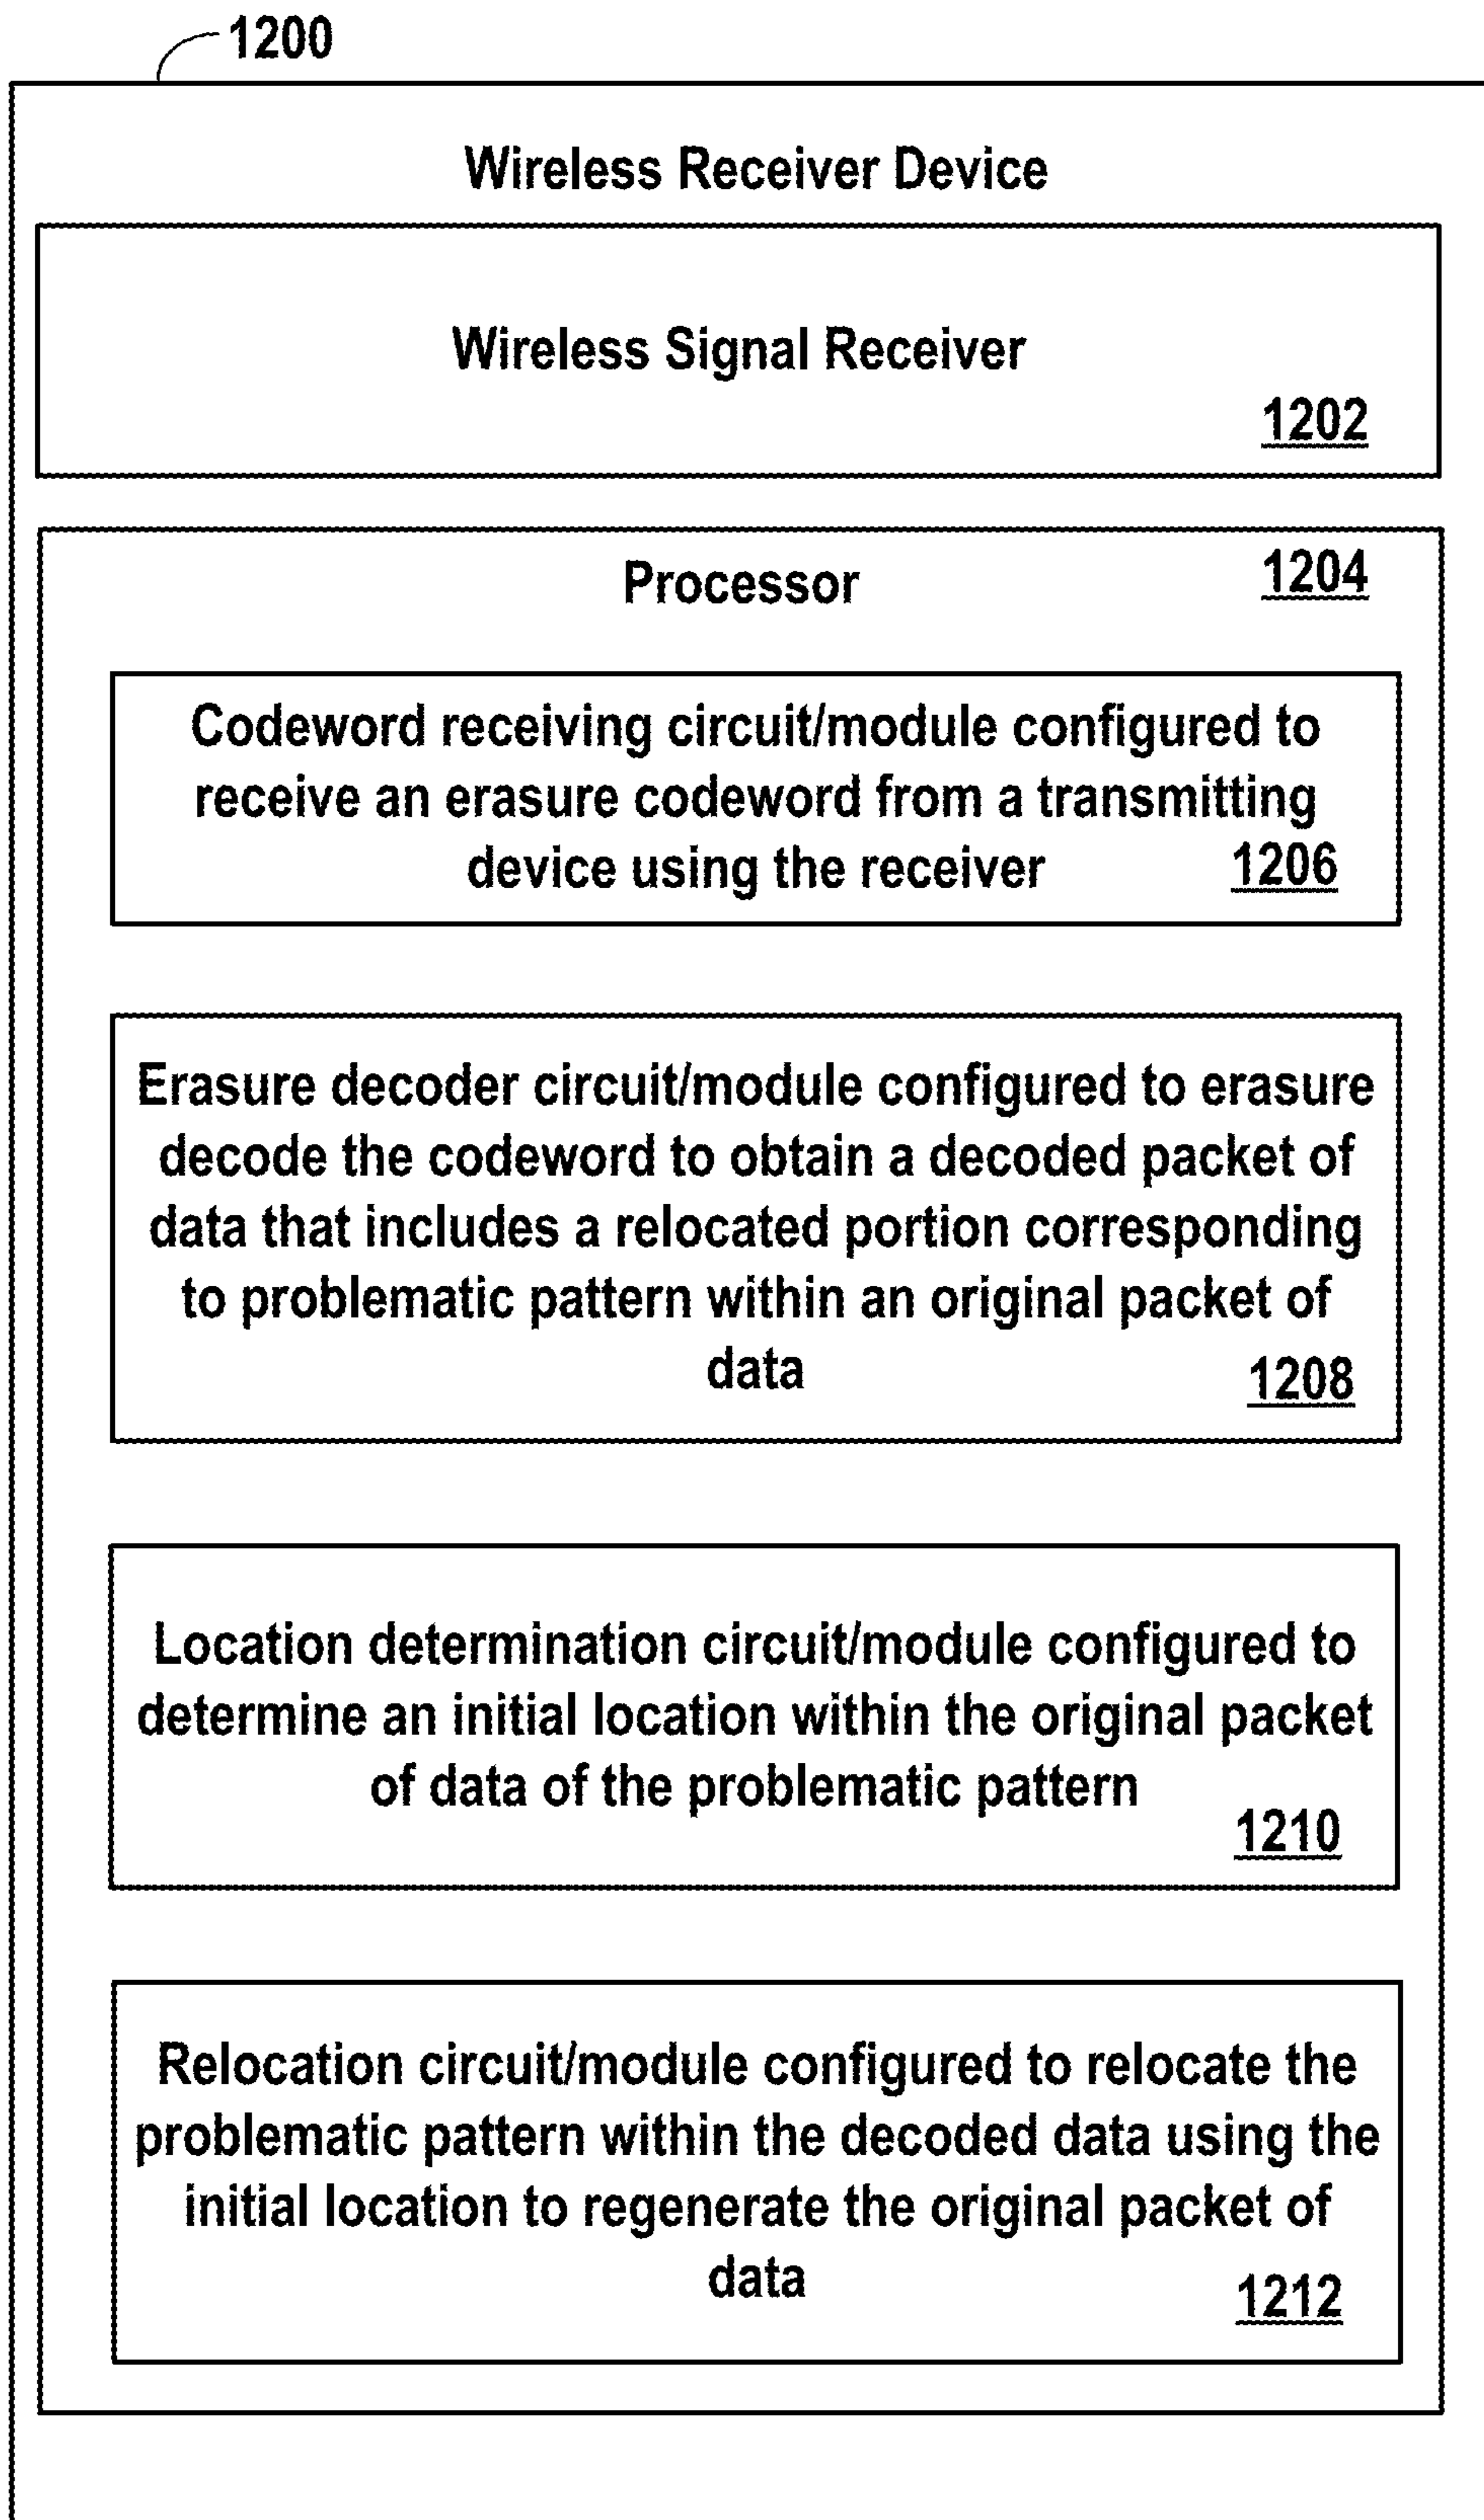 1200
Wireless Receiver Device
Wireless Signal Receiver
1202
Processor
1204
Codeword receiving circuit/module configured to
receive an erasure codeword from a transmitting
device using the receiver
1206
Erasure decoder circuit/module configured to erasure
decode the codeword to obtain a decoded packet of
data that includes a relocated portion corresponding
to problematic pattern within an original packet of
data
1208
Location determination circuit/module configured to
determine an initial location within the original packet
of data of the problematic pattern
1210
Relocation circuit/module configured to relocate the
problematic pattern within the decoded data using the
initial location to regenerate the original packet of
data
1212